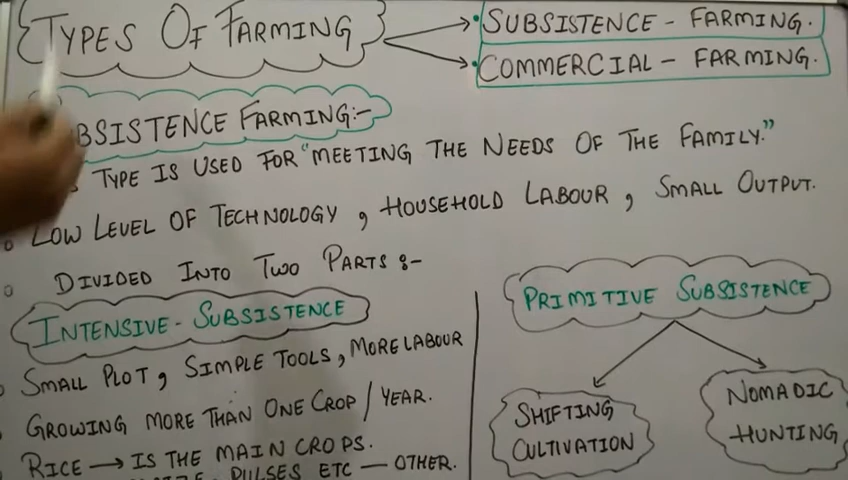 TYPES OF FARMING
• SUBSISTENCE - FARMING.
• COMMERCIAL - FARMING.
BSISTENCE FARMING:-
TYPE IS USED FOR "MEETING THE NEEDS OF THE FAMILY."
LOW LEVEL OF TECHNOLOGY, HOUSEHOLD LABOUR, SMALL OUTPUT.
DIVIDED INTO TWO PARTS :-
INTENSIVE - SUBSISTENCE
SMALL PLOT, SIMPLE TOOLS, MORE LABOUR
GROWING MORE THAN ONE CROP / YEAR.
RICE → IS THE MAIN CROPS.
PULSES ETC — OTHER.
PRIMITIVE SUBSISTENCE
SHIFTING
CULTIVATION
NOMADIC
HUNTING